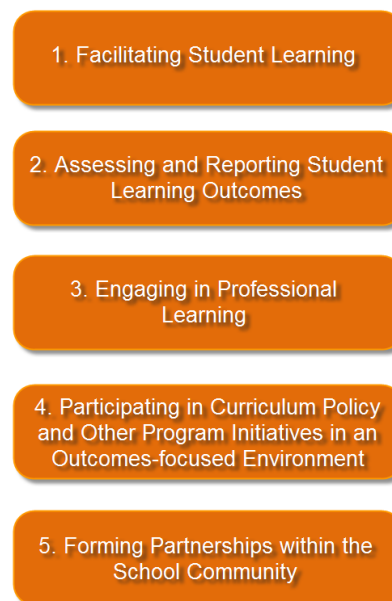 1. Facilitating Student Learning
2. Assessing and Reporting Student
Learning Outcomes
3. Engaging in Professional
Learning
4. Participating in Curriculum Policy
and Other Program Initiatives in an
Outcomes-focused Environment
5. Forming Partnerships within the
School Community